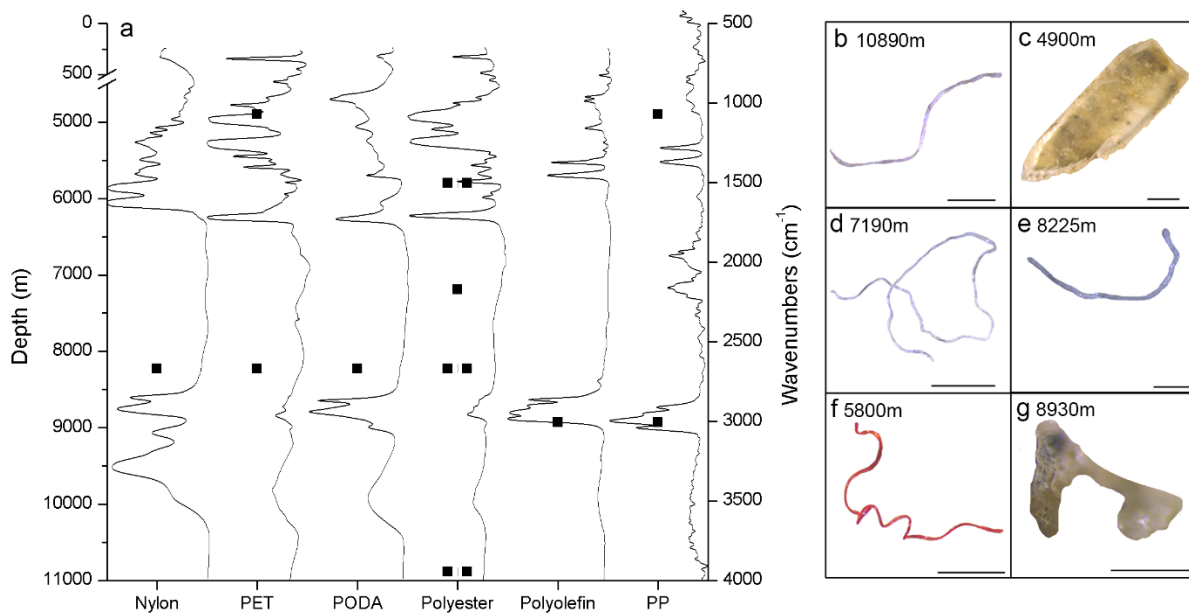 a
0
500
5000
6000
7000
8000
9000
10000
11000
Depth (m)
Nylon
PET
PODA
Polyester
Polyolefin
PP
500
1000
1500
2000
2500
3000
3500
4000
Wavenumbers (cm⁻¹)
b 10890m
c 4900m
d 7190m
e 8225m
f 5800m
g 8930m